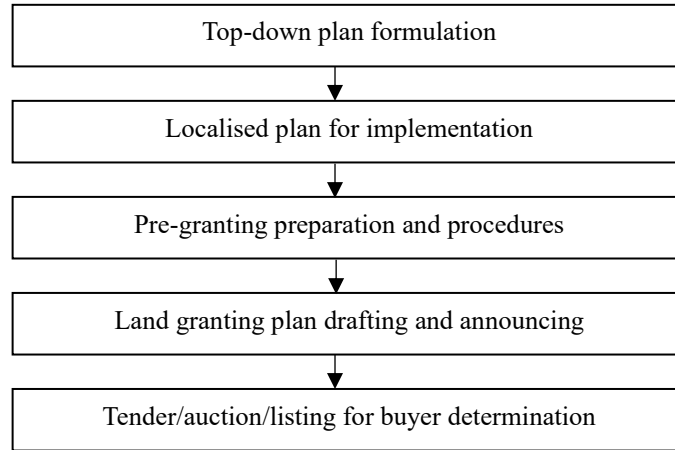 Top-down plan formulation
Localised plan for implementation
Pre-granting preparation and procedures
Land granting plan drafting and announcing
Tender/auction/listing for buyer determination